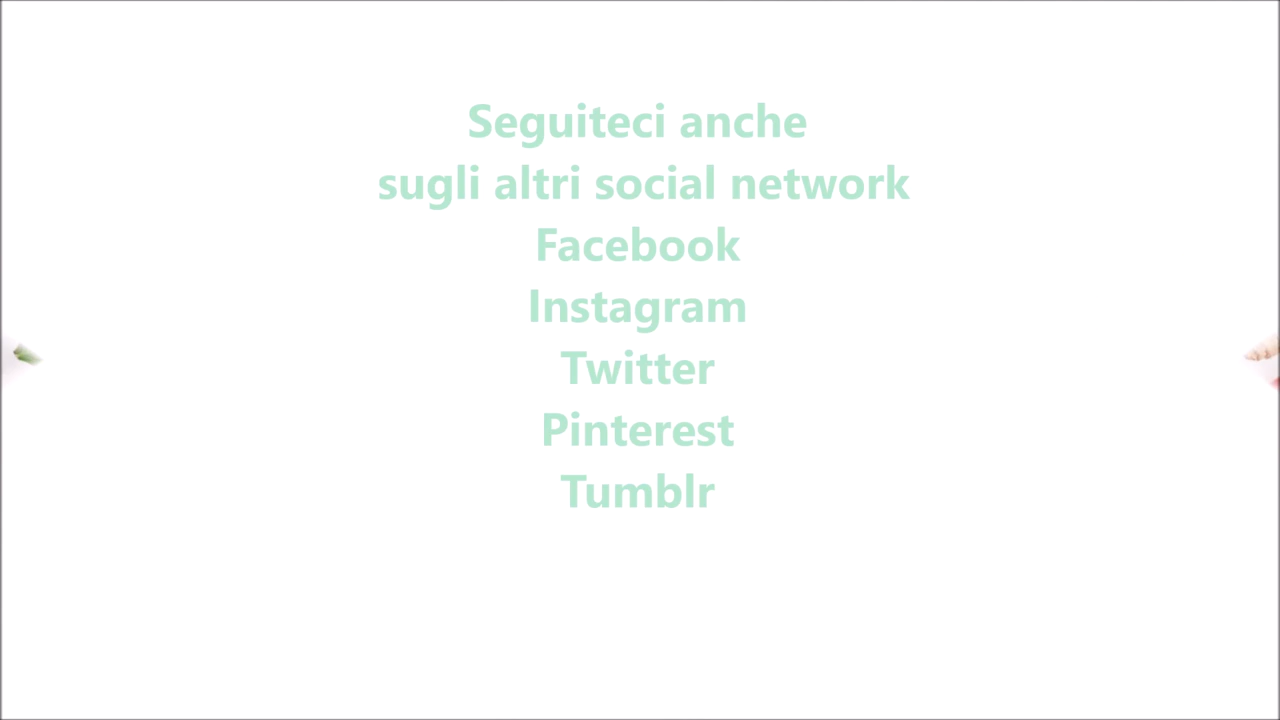 Seguiteci anche
sugli altri social network
Facebook
Instagram
Twitter
Pinterest
Tumblr